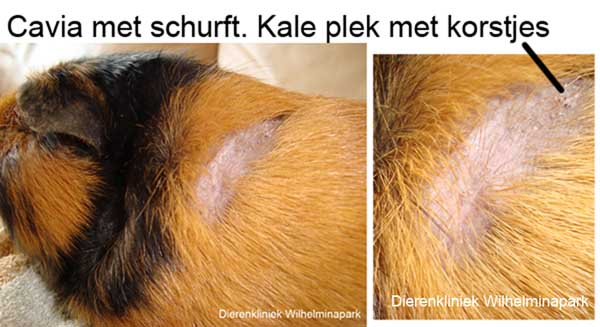 Cavia met schurft. Kale plek met korstjes
Dierenkliniek Wilhelminapark
Dierenkliniek Wilhelminapark